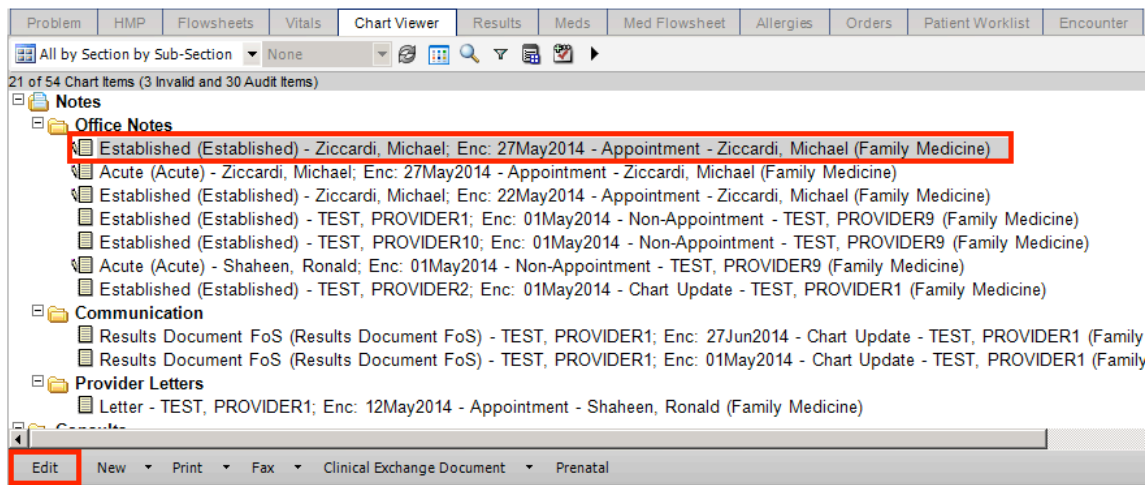 Problem HMP Flowsheets Vitals Chart Viewer Results Meds Med Flowsheet Allergies Orders Patient Worklist Encounter
All by Section by Sub-Section None
21 of 54 Chart Items (3 Invalid and 30 Audit Items)
Notes
Office Notes
Established (Established) - Ziccardi, Michael; Enc: 27May2014 - Appointment - Ziccardi, Michael (Family Medicine)
Acute (Acute) - Ziccardi, Michael; Enc: 27May2014 - Appointment - Ziccardi, Michael (Family Medicine)
Established (Established) - Ziccardi, Michael; Enc: 22May2014 - Appointment - Ziccardi, Michael (Family Medicine)
Established (Established) - TEST, PROVIDER1; Enc: 01May2014 - Non-Appointment - TEST, PROVIDER9 (Family Medicine)
Established (Established) - TEST, PROVIDER10; Enc: 01May2014 - Non-Appointment - TEST, PROVIDER9 (Family Medicine)
Acute (Acute) - Shaheen, Ronald; Enc: 01May2014 - Non-Appointment - TEST, PROVIDER9 (Family Medicine)
Established (Established) - TEST, PROVIDER2; Enc: 01May2014 - Chart Update - TEST, PROVIDER1 (Family Medicine)
Communication
Results Document FoS (Results Document FoS) - TEST, PROVIDER1; Enc: 27Jun2014 - Chart Update - TEST, PROVIDER1 (Family
Results Document FoS (Results Document FoS) - TEST, PROVIDER1; Enc: 01May2014 - Chart Update - TEST, PROVIDER1 (Family
Provider Letters
Letter - TEST, PROVIDER1; Enc: 12May2014 - Appointment - Shaheen, Ronald (Family Medicine)
Edit New Print Fax Clinical Exchange Document Prenatal